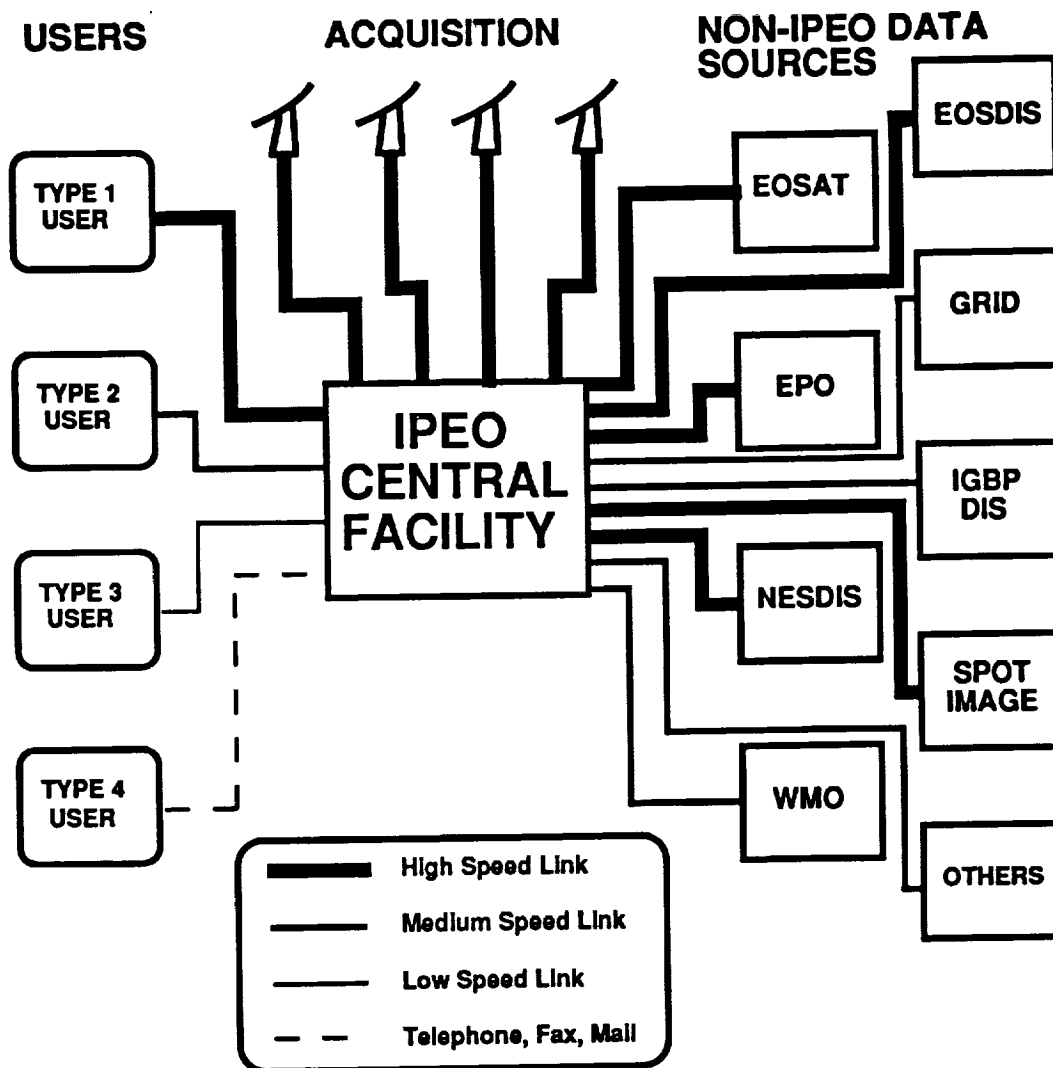 USERS
ACQUISITION
NON-IPEO DATA
SOURCES
EOSDIS
EOSAT
TYPE 1
USER
GRID
TYPE 2
USER
EPO
IPEO
CENTRAL
FACILITY
IGBP
DIS
TYPE 3
USER
NESDIS
SPOT
IMAGE
TYPE 4
USER
WMO
OTHERS
High Speed Link
Medium Speed Link
Low Speed Link
Telephone, Fax, Mail